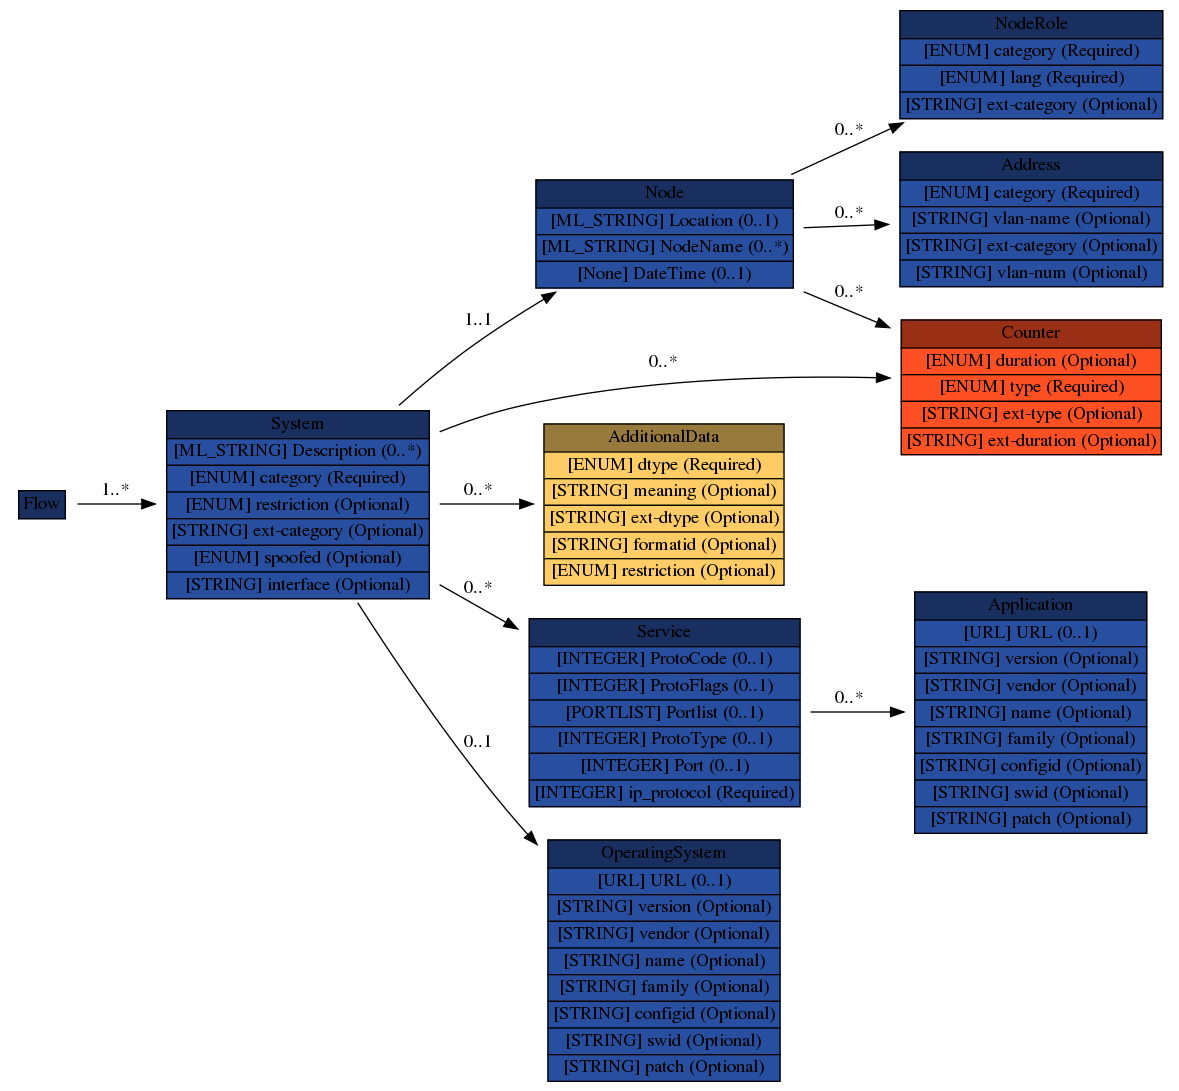 NodeRole
[ENUM] category (Required)
[ENUM] lang (Required)
[STRING] ext-category (Optional)
0..*
Address
[ENUM] category (Required)
[STRING] vlan-name (Optional)
[STRING] ext-category (Optional)
[STRING] vlan-num (Optional)
Node
[ML_STRING] Location (0..1)
[ML_STRING] NodeName (0..*)
[None] DateTime (0..1)
0..*
0..*
1..1
Counter
[ENUM] duration (Optional)
[ENUM] type (Required)
[STRING] ext-type (Optional)
[STRING] ext-duration (Optional)
0..*
System
[ML_STRING] Description (0..*)
[ENUM] category (Required)
[ENUM] restriction (Optional)
[STRING] ext-category (Optional)
[ENUM] spoofed (Optional)
[STRING] interface (Optional)
Flow
1..*
AdditionalData
[ENUM] dtype (Required)
[STRING] meaning (Optional)
[STRING] ext-dtype (Optional)
[STRING] formatid (Optional)
[ENUM] restriction (Optional)
0..*
0..*
Service
[INTEGER] ProtoCode (0..1)
[INTEGER] ProtoFlags (0..1)
[PORTLIST] Portlist (0..1)
[INTEGER] ProtoType (0..1)
[INTEGER] Port (0..1)
[INTEGER] ip_protocol (Required)
0..*
Application
[URL] URL (0..1)
[STRING] version (Optional)
[STRING] vendor (Optional)
[STRING] name (Optional)
[STRING] family (Optional)
[STRING] configid (Optional)
[STRING] swid (Optional)
[STRING] patch (Optional)
0..1
OperatingSystem
[URL] URL (0..1)
[STRING] version (Optional)
[STRING] vendor (Optional)
[STRING] name (Optional)
[STRING] family (Optional)
[STRING] configid (Optional)
[STRING] swid (Optional)
[STRING] patch (Optional)